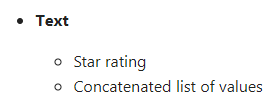 Text
Star rating
Concatenated list of values